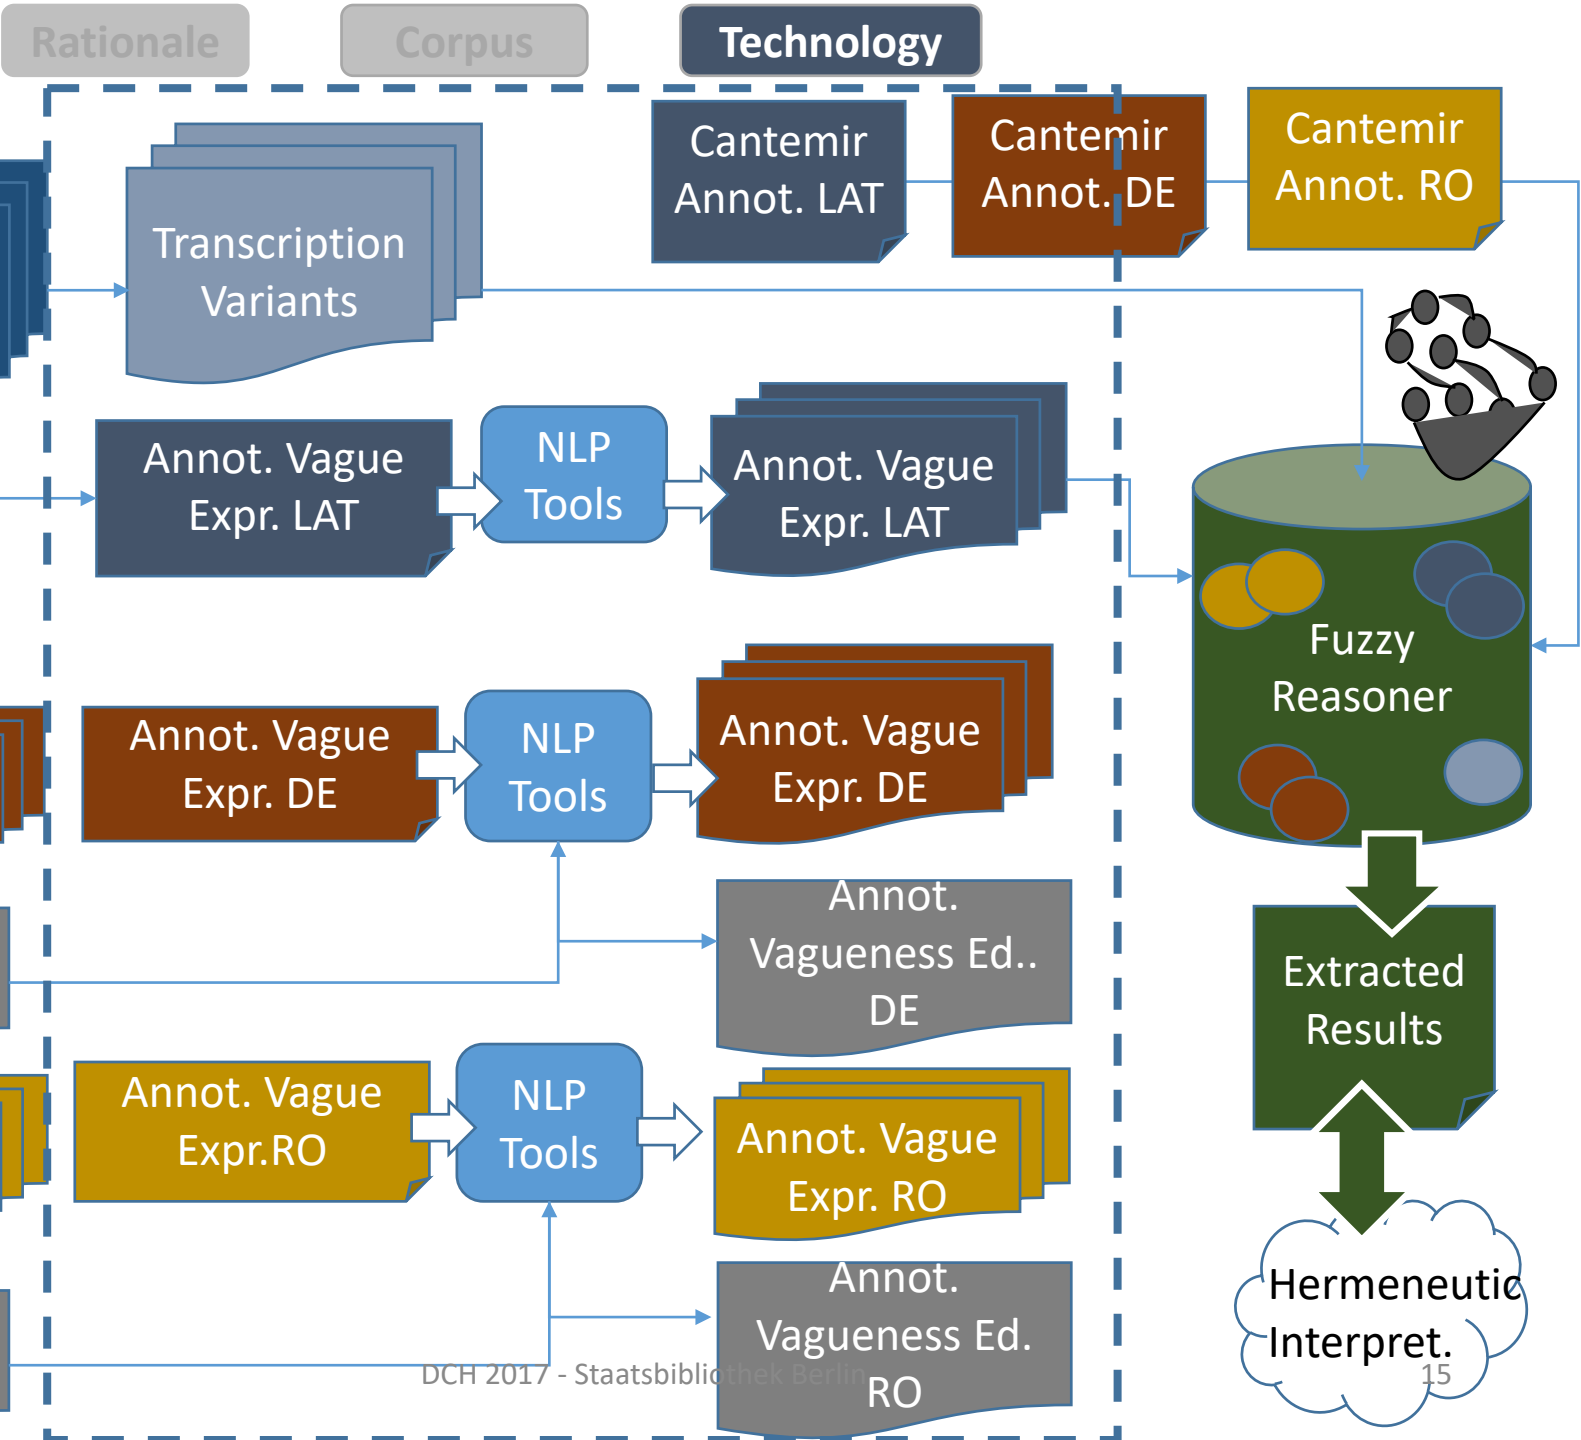 Rationale
Corpus
Technology
Cantemir
Annot. LAT
Cantemir
Annot. DE
Cantemir
Annot. RO
Transcription
Variants
Annot. Vague
Expr. LAT
NLP
Tools
Annot. Vague
Expr. LAT
Fuzzy
Reasoner
Annot. Vague
Expr. DE
NLP
Tools
Annot. Vague
Expr. DE
Annot.
Vagueness Ed..
DE
Extracted
Results
Annot. Vague
Expr.RO
NLP
Tools
Annot. Vague
Expr. RO
Annot.
Vagueness Ed.
RO
Hermeneutic
Interpret.
DCH 2017 - Staatsbibliothek Berlin
15